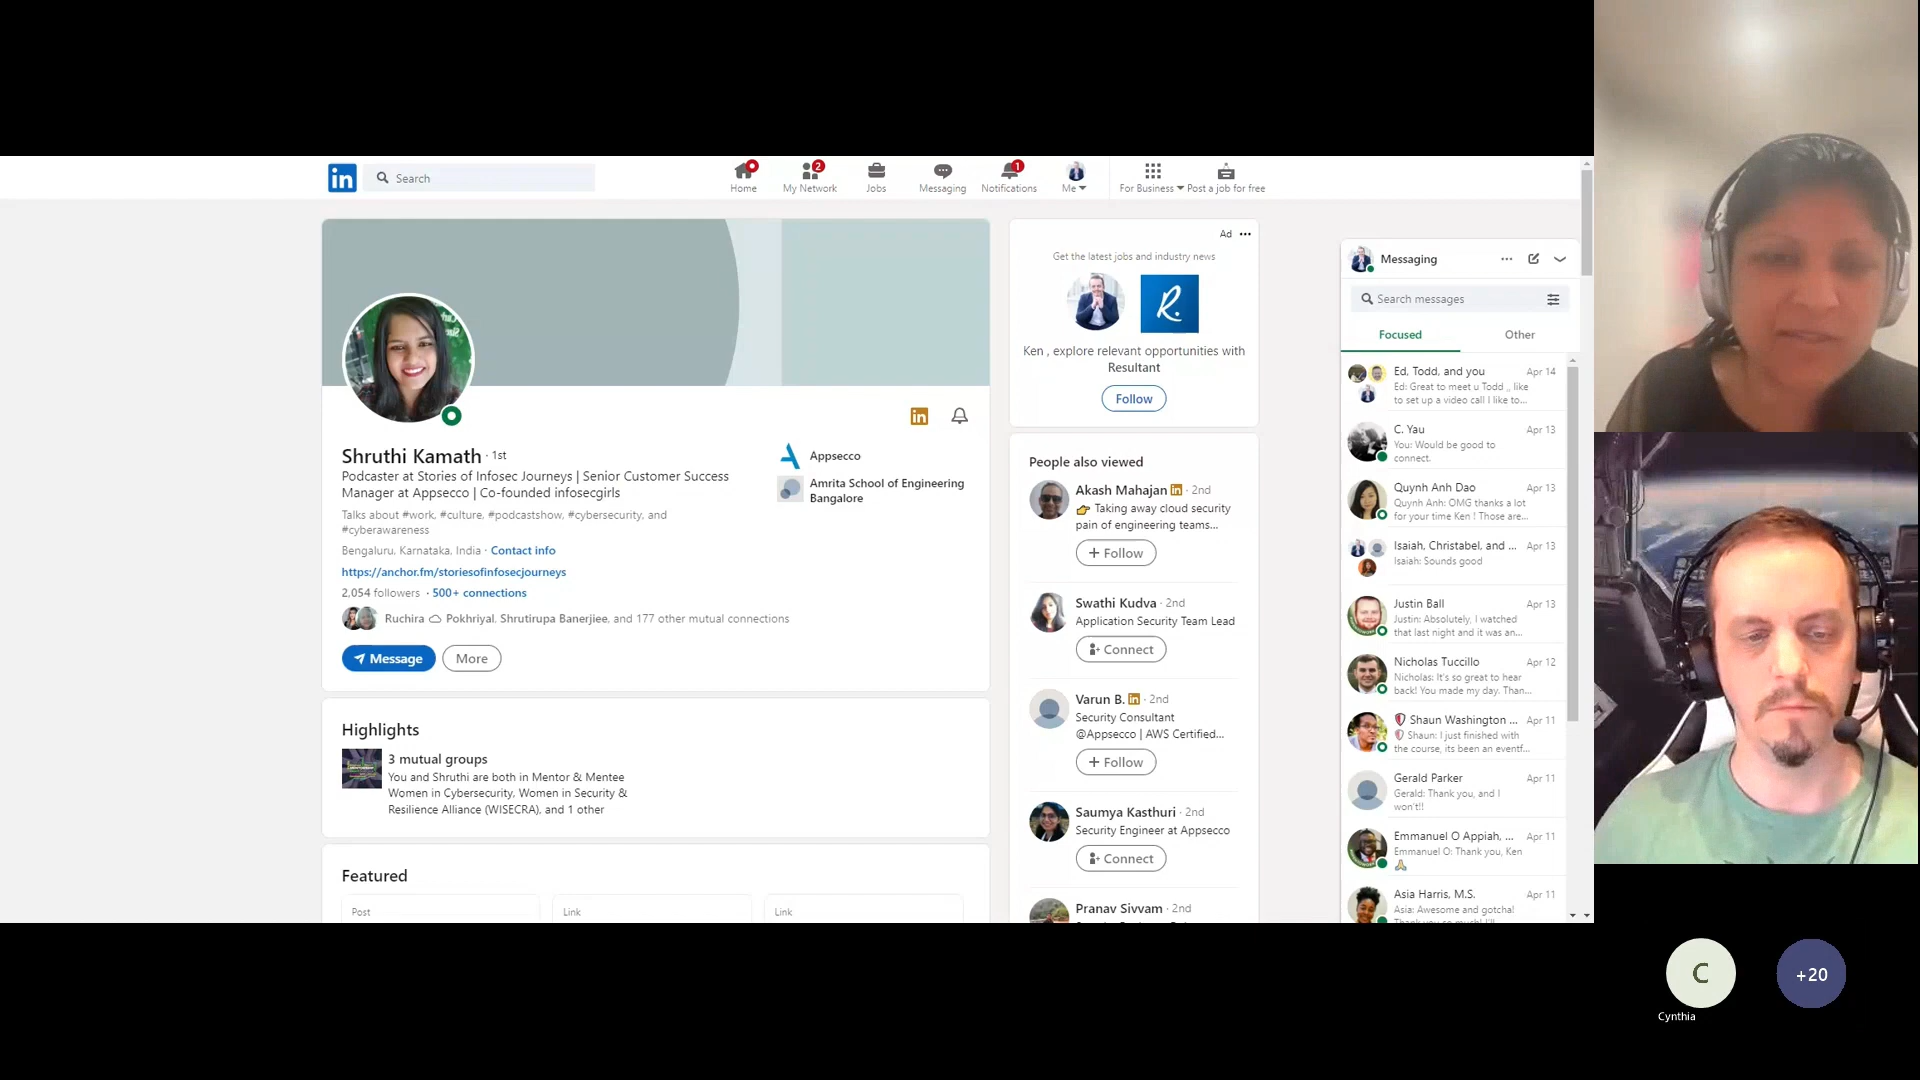 in
Search
Home
2
My Network
Jobs
Messaging
1
Notifications
Me
For Business
Post a job for free
Shruthi Kamath · 1st
Podcaster at Stories of Infosec Journeys | Senior Customer Success
Manager at Appsecco | Co-founded infosecgirls
Talks about #work, #culture, #podcastshow, #cybersecurity, and
#cyberawareness
Bengaluru, Karnataka, India · Contact info
https://anchor.fm/storiesofinfosecjourneys
2,054 followers · 500+ connections
Ruchira Pokhriyal, Shrutirupa Banerjiee, and 177 other mutual connections
Message
More
in
Appsecco
Amrita School of Engineering
Bangalore
Highlights
3 mutual groups
You and Shruthi are both in Mentor & Mentee
Women in Cybersecurity, Women in Security &
Resilience Alliance (WISECRA), and 1 other
Featured
Post
Link
Link
Ad ···
Get the latest jobs and industry news
R.
Ken , explore relevant opportunities with
Resultant
Follow
People also viewed
Akash Mahajan in · 2nd
Taking away cloud security
pain of engineering teams...
+ Follow
Swathi Kudva · 2nd
Application Security Team Lead
Connect
Varun B. in · 2nd
Security Consultant
@Appsecco | AWS Certified...
+ Follow
Saumya Kasthuri · 2nd
Security Engineer at Appsecco
Connect
Pranav Sivvam · 2nd
Messaging
Search messages
Focused
Other
Ed, Todd, and you Apr 14
Ed: Great to meet u Todd ,, like
to set up a video call I like to...
C. Yau Apr 13
You: Would be good to
connect.
Quynh Anh Dao Apr 13
Quynh Anh: OMG thanks a lot
for your time Ken ! Those are...
Isaiah, Christabel, and ... Apr 13
Isaiah: Sounds good
Justin Ball Apr 13
Justin: Absolutely, I watched
that last night and it was an...
Nicholas Tuccillo Apr 12
Nicholas: It's so great to hear
back! You made my day. Than...
Shaun Washington ... Apr 11
Shaun: I just finished with
the course, its been an eventf...
Gerald Parker Apr 11
Gerald: Thank you, and I
won't!!
Emmanuel O Appiah, ... Apr 11
Emmanuel O: Thank you, Ken
Asia Harris, M.S. Apr 11
Asia: Awesome and gotcha!
C
Cynthia
+20